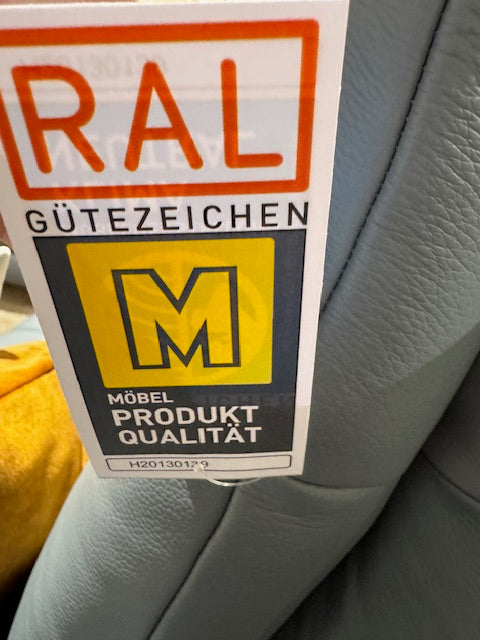 RAL
GÜTEZEICHEN
M
MÖBEL
PRODUKT
QUALITÄT